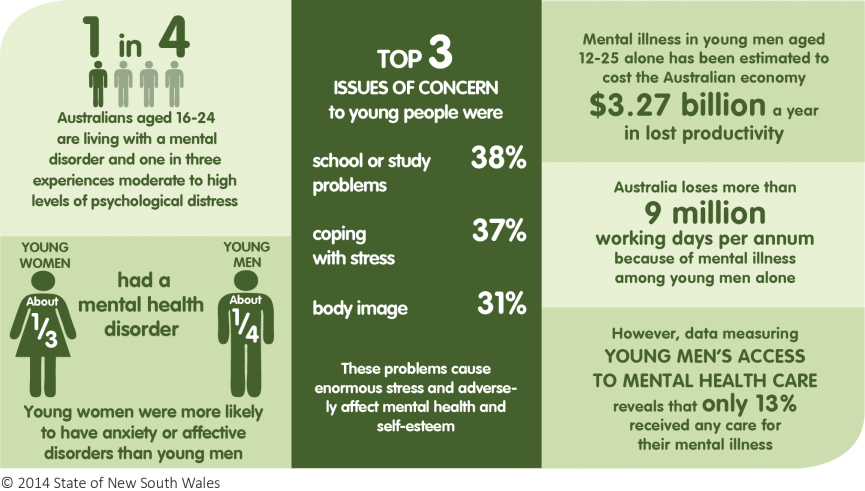 1 in 4
Australians aged 16-24
are living with a mental
disorder and one in three
experiences moderate to high
levels of psychological distress
YOUNG
WOMEN
About
1/3
had a
mental health
disorder
YOUNG
MEN
About
1/4
Young women were more likely
to have anxiety or affective
disorders than young men
TOP 3
ISSUES OF CONCERN
to young people were
school or study 38%
problems
coping 37%
with stress
body image 31%
These problems cause
enormous stress and adverse-
ly affect mental health and
self-esteem
Mental illness in young men aged
12-25 alone has been estimated to
cost the Australian economy
$3.27 billion a year
in lost productivity
Australia loses more than
9 million
working days per annum
because of mental illness
among young men alone
However, data measuring
YOUNG MEN'S ACCESS
TO MENTAL HEALTH CARE
reveals that only 13%
received any care for
their mental illness
© 2014 State of New South Wales